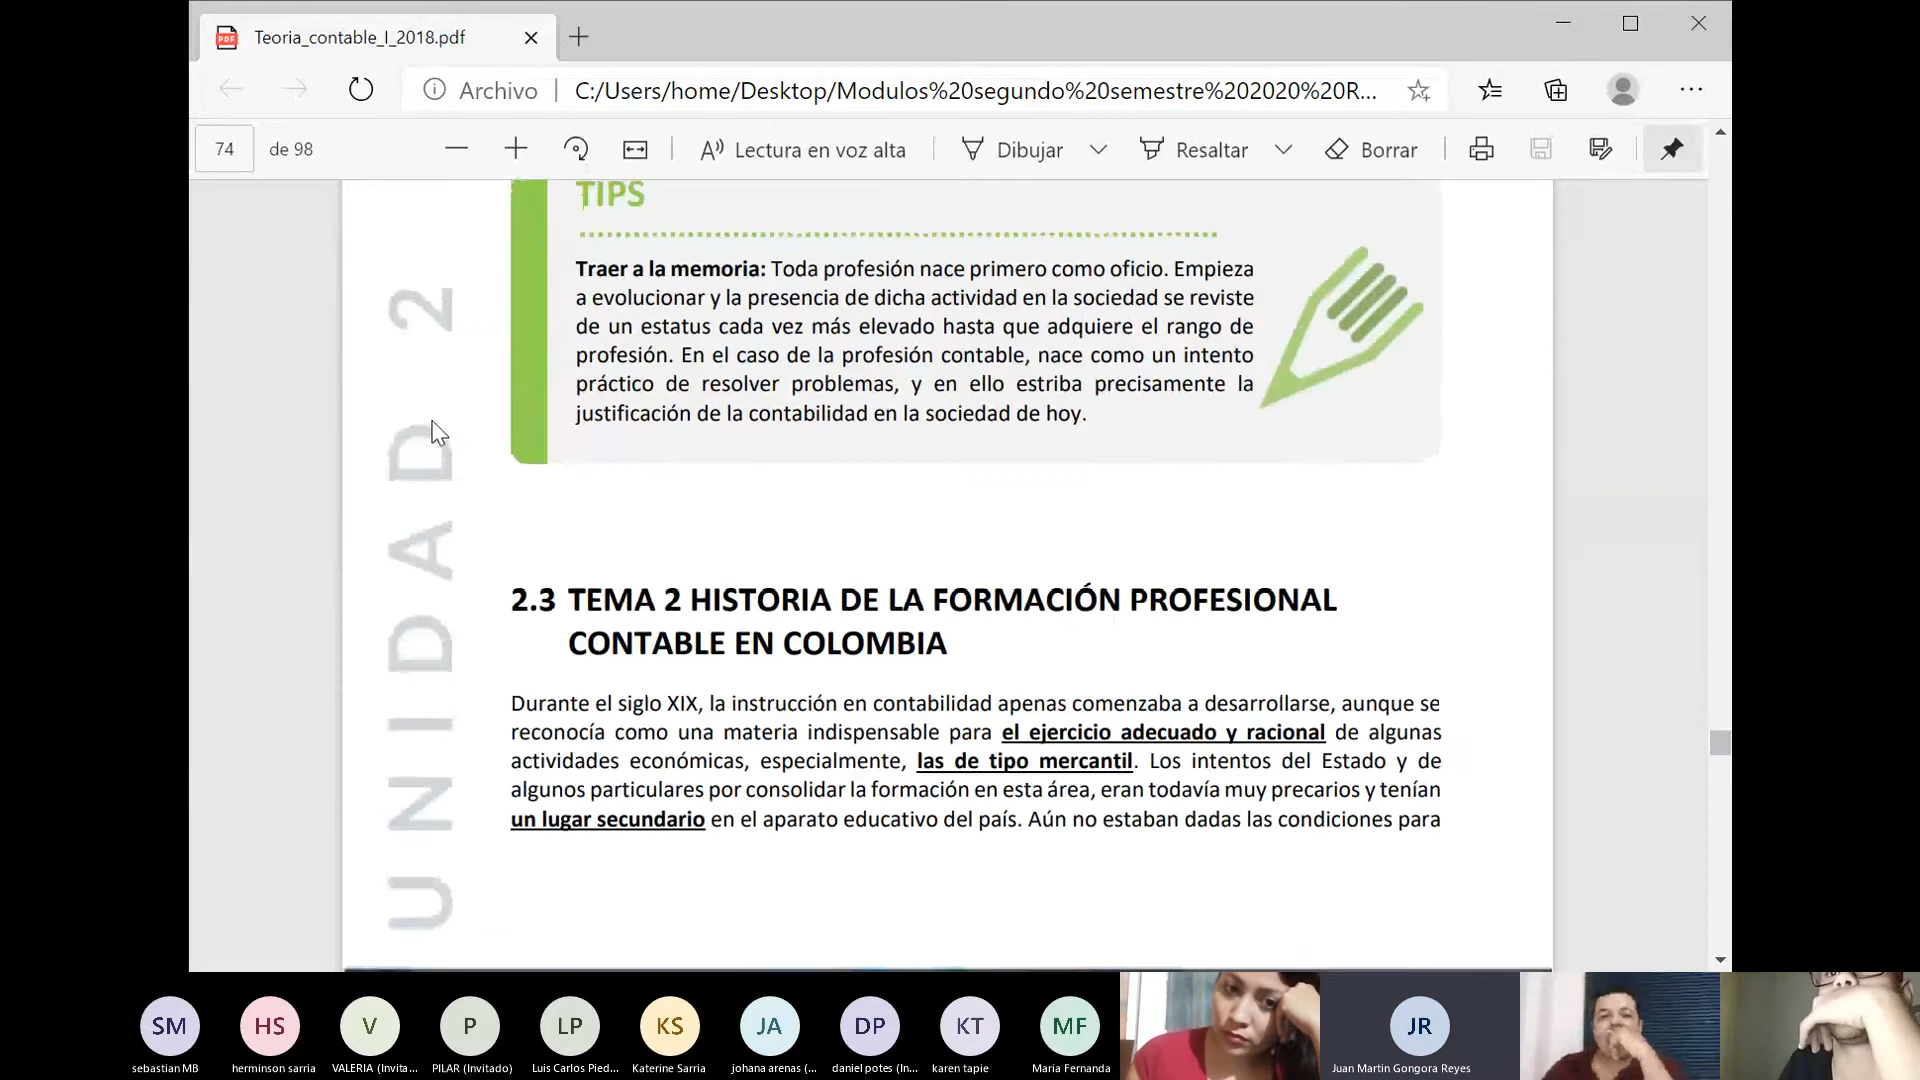 Teoria_contable_I_2018.pdf
Archivo
C:/Users/home/Desktop/Modulos%20segundo%20semestre%202020%20R...
74
de 98
Lectura en voz alta
Dibujar
Resaltar
Borrar
TIPS
Traer a la memoria: Toda profesión nace primero como oficio. Empieza
a evolucionar y la presencia de dicha actividad en la sociedad se reviste
de un estatus cada vez más elevado hasta que adquiere el rango de
profesión. En el caso de la profesión contable, nace como un intento
práctico de resolver problemas, y en ello estriba precisamente la
justificación de la contabilidad en la sociedad de hoy.
UNIDAD 2
2.3 TEMA 2 HISTORIA DE LA FORMACIÓN PROFESIONAL
CONTABLE EN COLOMBIA
Durante el siglo XIX, la instrucción en contabilidad apenas comenzaba a desarrollarse, aunque se
reconocía como una materia indispensable para el ejercicio adecuado y racional de algunas
actividades económicas, especialmente, las de tipo mercantil. Los intentos del Estado y de
algunos particulares por consolidar la formación en esta área, eran todavía muy precarios y tenían
un lugar secundario en el aparato educativo del país. Aún no estaban dadas las condiciones para
SM HS V P LP KS JA DP KT MF JR
sebastian MB
herminson sarria
VALERIA (Invita...
PILAR (Invitado)
Luis Carlos Pied...
Katerine Sarria
johana arenas (...
daniel potes (In...
karen tapie
Maria Fernanda
Juan Martin Gongora Reyes